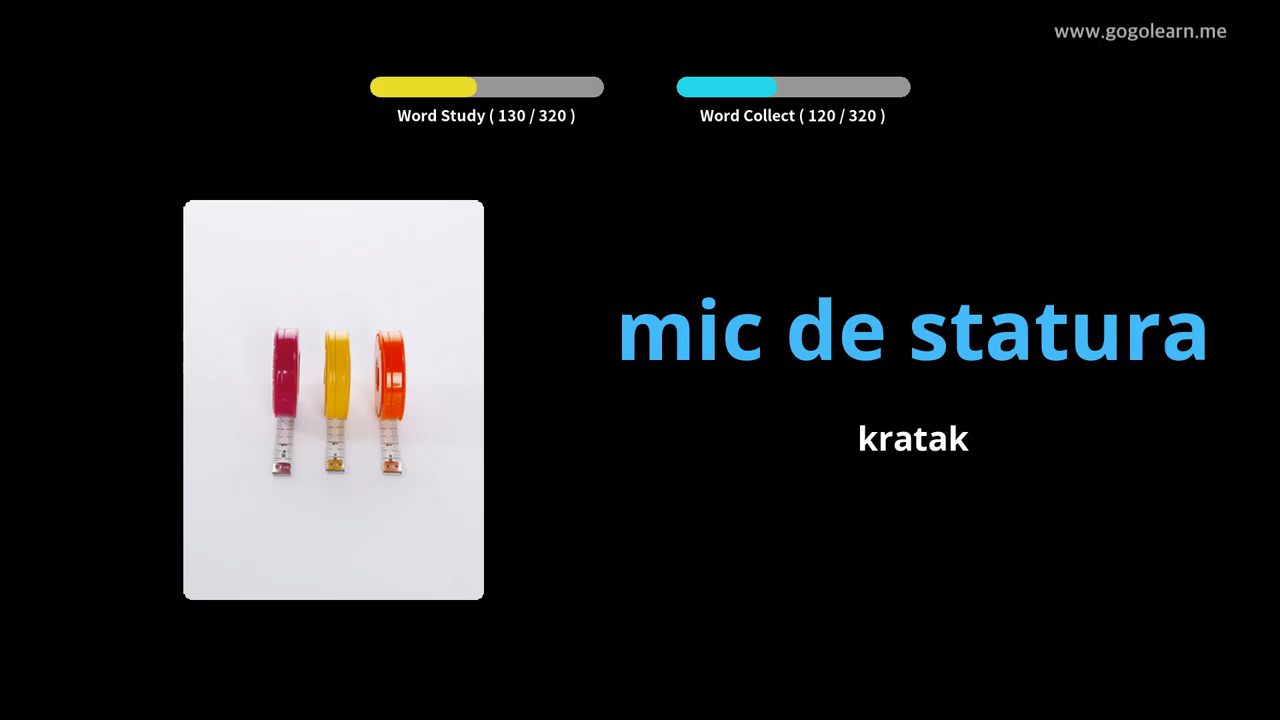 www.gogolearn.me
Word Study ( 130 / 320 )
Word Collect ( 120 / 320 )
mic de statura
kratak